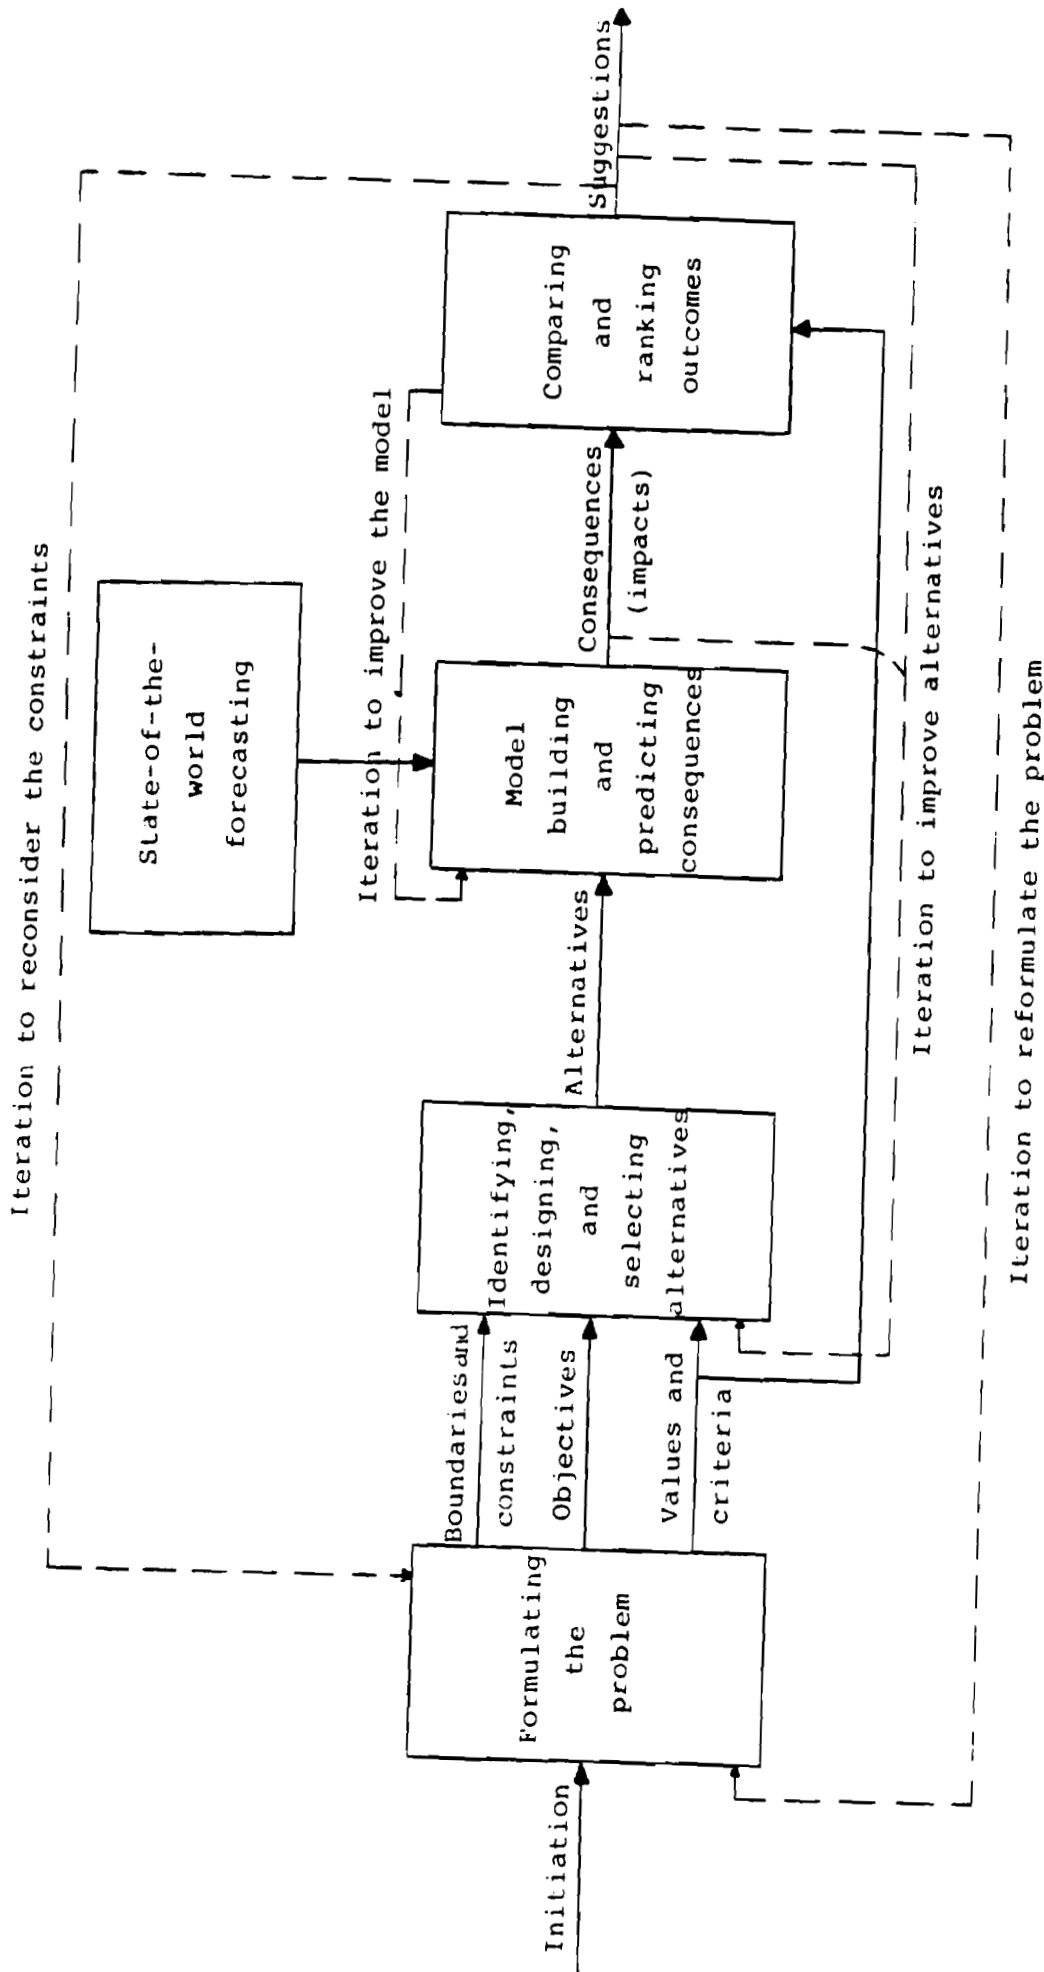 Iteration to reconsider the constraints
State-of-the-
world
forecasting
Iteration to improve the model
Initiation
Formulating
the
problem
Boundaries and
constraints
Objectives
Values and
criteria
Identifying,
designing,
and
selecting
alternatives
Alternatives
Model
building
and
predicting
consequences
Consequences
(impacts)
Comparing
and
ranking
outcomes
Suggestions
Iteration to improve alternatives
Iteration to reformulate the problem